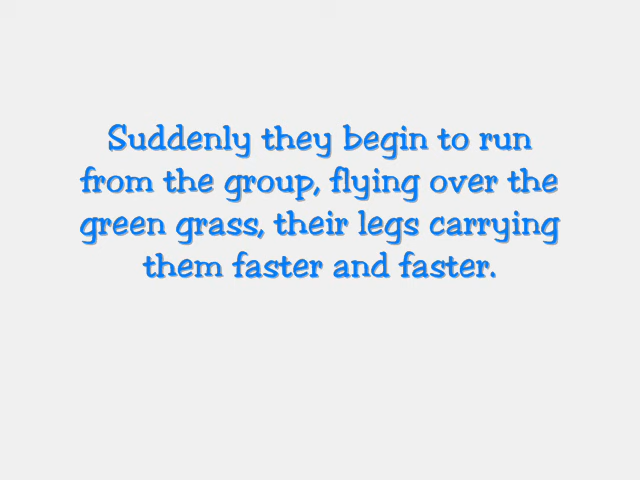 Suddenly they begin to run
from the group, flying over the
green grass, their legs carrying
them faster and faster.